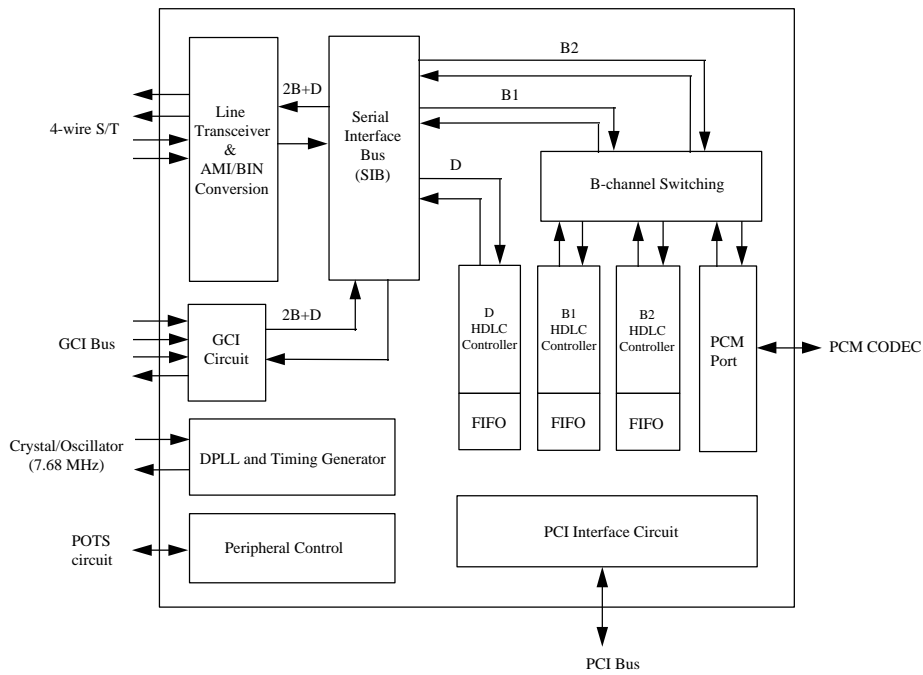 B2
2B+D
B1
Line
Transceiver
&
AMI/BIN
Conversion
Serial
Interface
Bus
(SIB)
4-wire S/T
D
B-channel Switching
D
HDLC
Controller
B1
HDLC
Controller
B2
HDLC
Controller
PCM
Port
PCM CODEC
FIFO
FIFO
FIFO
2B+D
GCI Bus
GCI
Circuit
Crystal/Oscillator
(7.68 MHz)
DPLL and Timing Generator
POTS
circuit
Peripheral Control
PCI Interface Circuit
PCI Bus